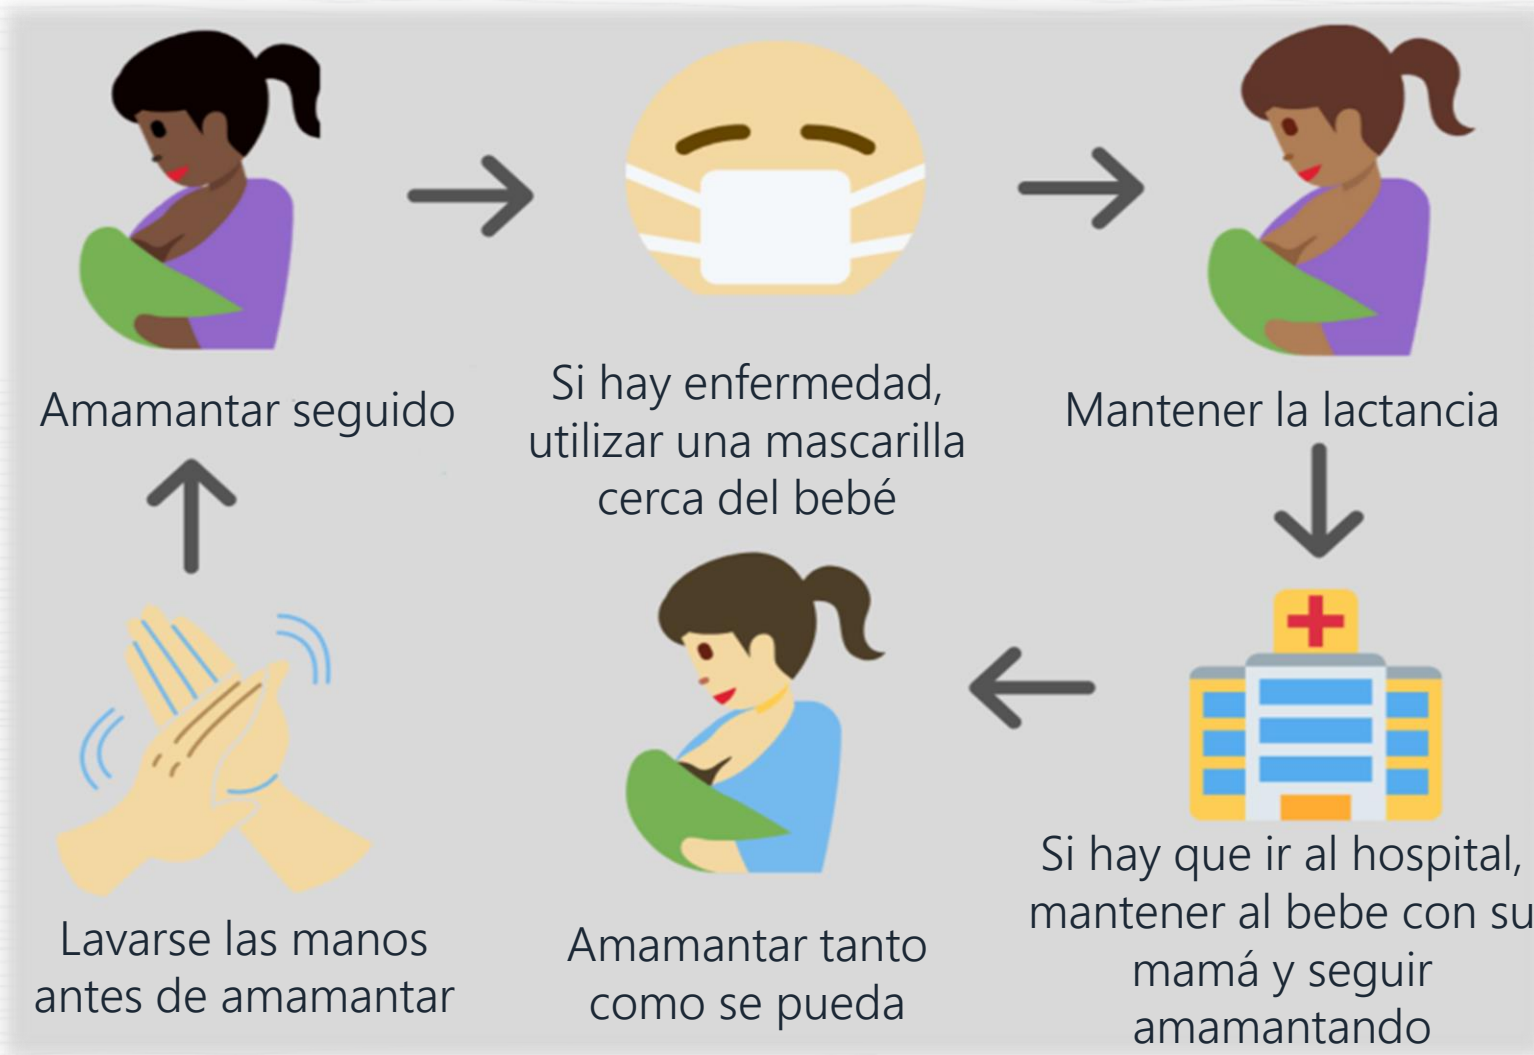 Amamantar seguido
Si hay enfermedad,
utilizar una mascarilla
cerca del bebé
Mantener la lactancia
Lavarse las manos
antes de amamantar
Amamantar tanto
como se pueda
Si hay que ir al hospital,
mantener al bebe con su
mamá y seguir
amamantando